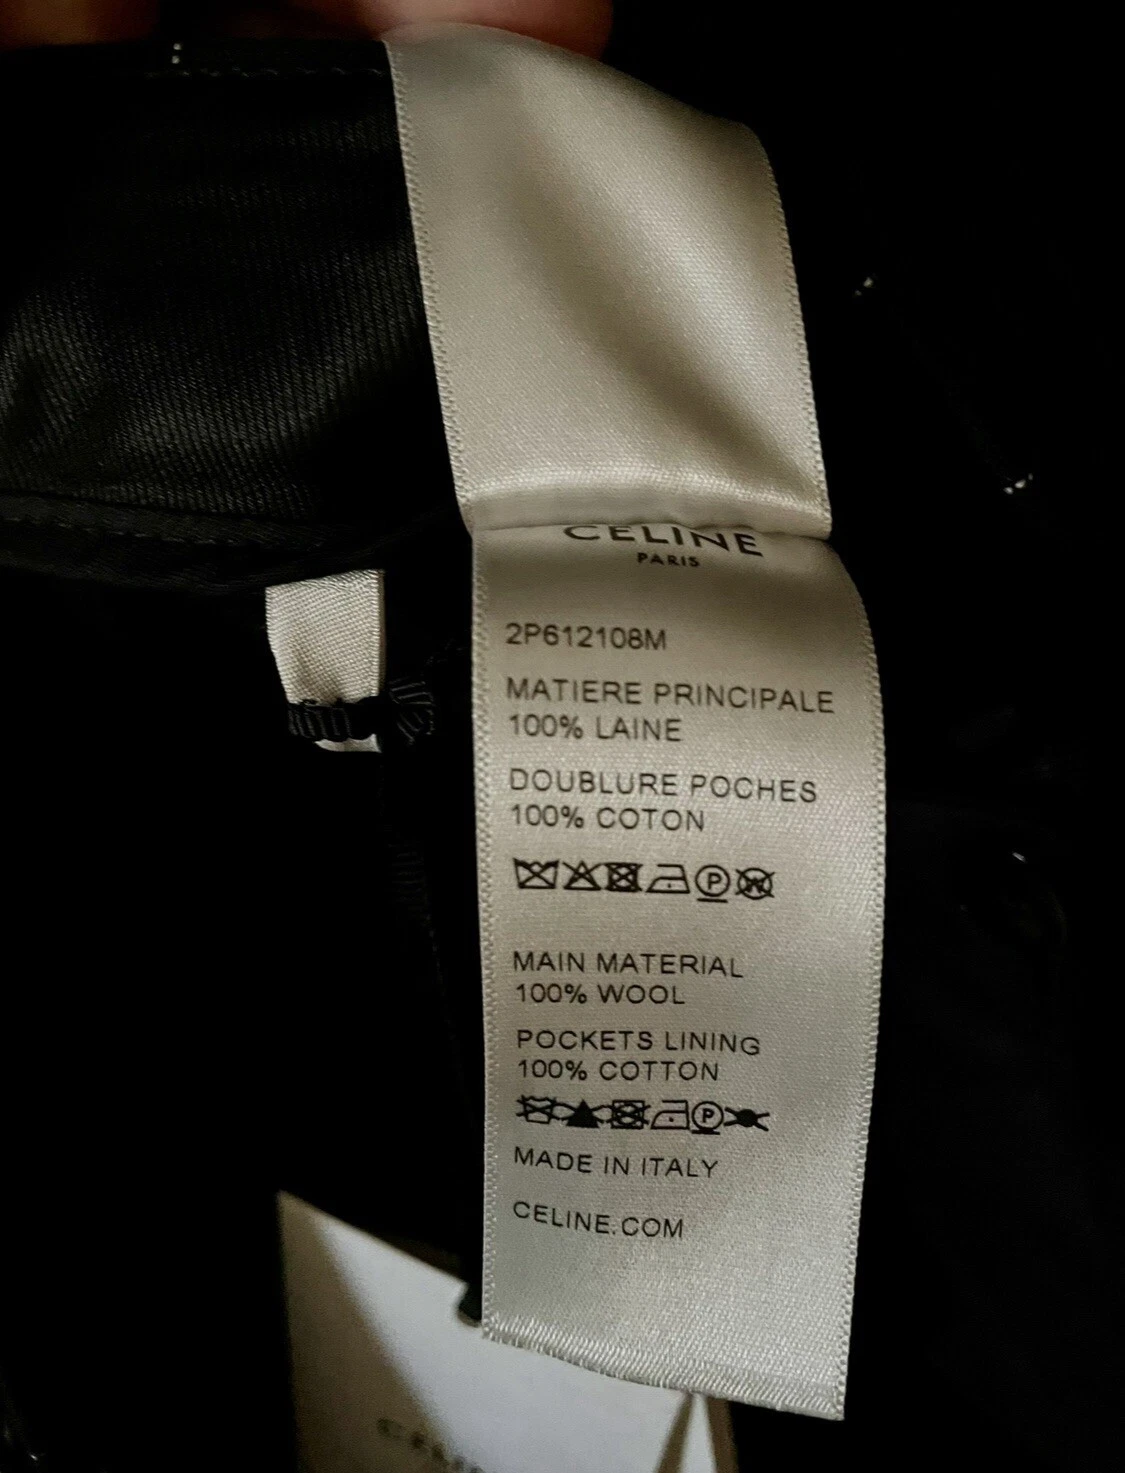 CELINE
PARIS
2P612108M
MATIERE PRINCIPALE
100% LAINE
DOUBLURE POCHES
100% COTON
P W
MAIN MATERIAL
100% WOOL
POCKETS LINING
100% COTTON
P
MADE IN ITALY
CELINE.COM